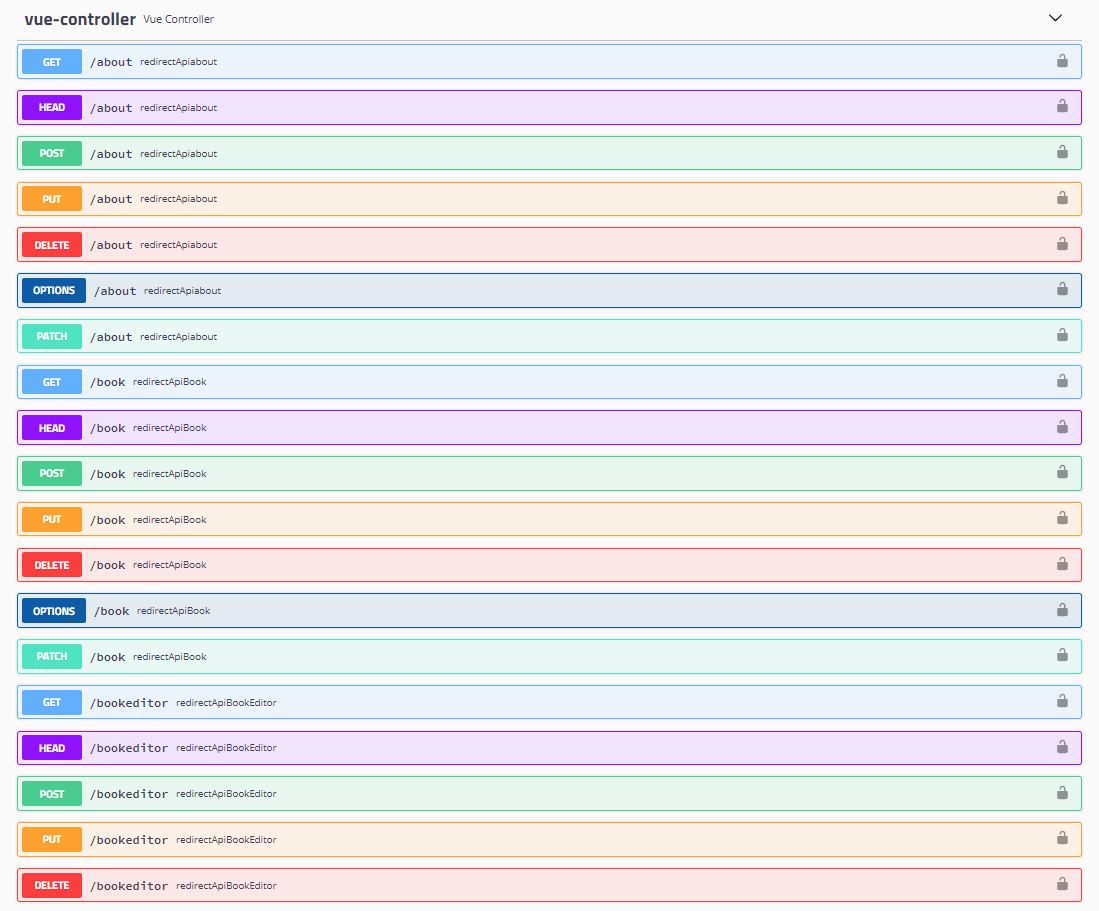 vue-controller Vue Controller
GET /about redirectApiabout
HEAD /about redirectApiabout
POST /about redirectApiabout
PUT /about redirectApiabout
DELETE /about redirectApiabout
OPTIONS /about redirectApiabout
PATCH /about redirectApiabout
GET /book redirectApiBook
HEAD /book redirectApiBook
POST /book redirectApiBook
PUT /book redirectApiBook
DELETE /book redirectApiBook
OPTIONS /book redirectApiBook
PATCH /book redirectApiBook
GET /bookeditor redirectApiBookEditor
HEAD /bookeditor redirectApiBookEditor
POST /bookeditor redirectApiBookEditor
PUT /bookeditor redirectApiBookEditor
DELETE /bookeditor redirectApiBookEditor